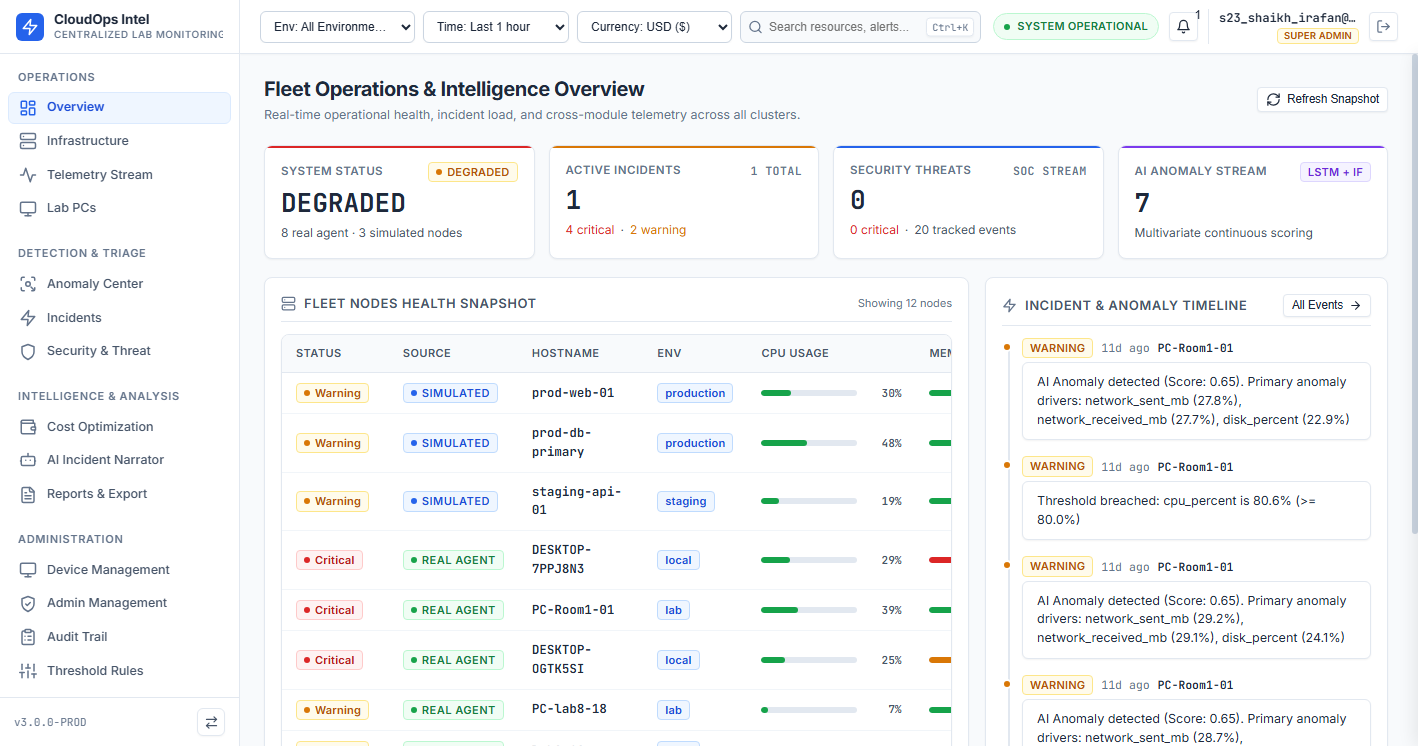 CloudOps Intel
CENTRALIZED LAB MONITORING
Env: All Environme...
Time: Last 1 hour
Currency: USD ($)
Search resources, alerts...
Ctrl+K
SYSTEM OPERATIONAL
1
s23_shaikh_irafan@...
SUPER ADMIN
OPERATIONS
Overview
Infrastructure
Telemetry Stream
Lab PCs
DETECTION & TRIAGE
Anomaly Center
Incidents
Security & Threat
INTELLIGENCE & ANALYSIS
Cost Optimization
AI Incident Narrator
Reports & Export
ADMINISTRATION
Device Management
Admin Management
Audit Trail
Threshold Rules
v3.0.0-PROD
Fleet Operations & Intelligence Overview
Real-time operational health, incident load, and cross-module telemetry across all clusters.
Refresh Snapshot
SYSTEM STATUS DEGRADED
DEGRADED
8 real agent · 3 simulated nodes
ACTIVE INCIDENTS 1 TOTAL
1
4 critical · 2 warning
SECURITY THREATS SOC STREAM
0
0 critical · 20 tracked events
AI ANOMALY STREAM LSTM + IF
7
Multivariate continuous scoring
FLEET NODES HEALTH SNAPSHOT Showing 12 nodes
STATUS SOURCE HOSTNAME ENV CPU USAGE
Warning SIMULATED prod-web-01 production 30%
Warning SIMULATED prod-db-primary production 48%
Warning SIMULATED staging-api-01 staging 19%
Critical REAL AGENT DESKTOP-7PPJ8N3 local 29%
Critical REAL AGENT PC-Room1-01 lab 39%
Critical REAL AGENT DESKTOP-OGTK5SI local 25%
Warning REAL AGENT PC-lab8-18 lab 7%
INCIDENT & ANOMALY TIMELINE All Events
WARNING 11d ago PC-Room1-01
AI Anomaly detected (Score: 0.65). Primary anomaly
drivers: network_sent_mb (27.8%),
network_received_mb (27.7%), disk_percent (22.9%)
WARNING 11d ago PC-Room1-01
Threshold breached: cpu_percent is 80.6% (>=
80.0%)
WARNING 11d ago PC-Room1-01
AI Anomaly detected (Score: 0.65). Primary anomaly
drivers: network_sent_mb (29.2%),
network_received_mb (29.1%), disk_percent (24.1%)
WARNING 11d ago PC-Room1-01
AI Anomaly detected (Score: 0.65). Primary anomaly
drivers: network_sent_mb (28.7%),